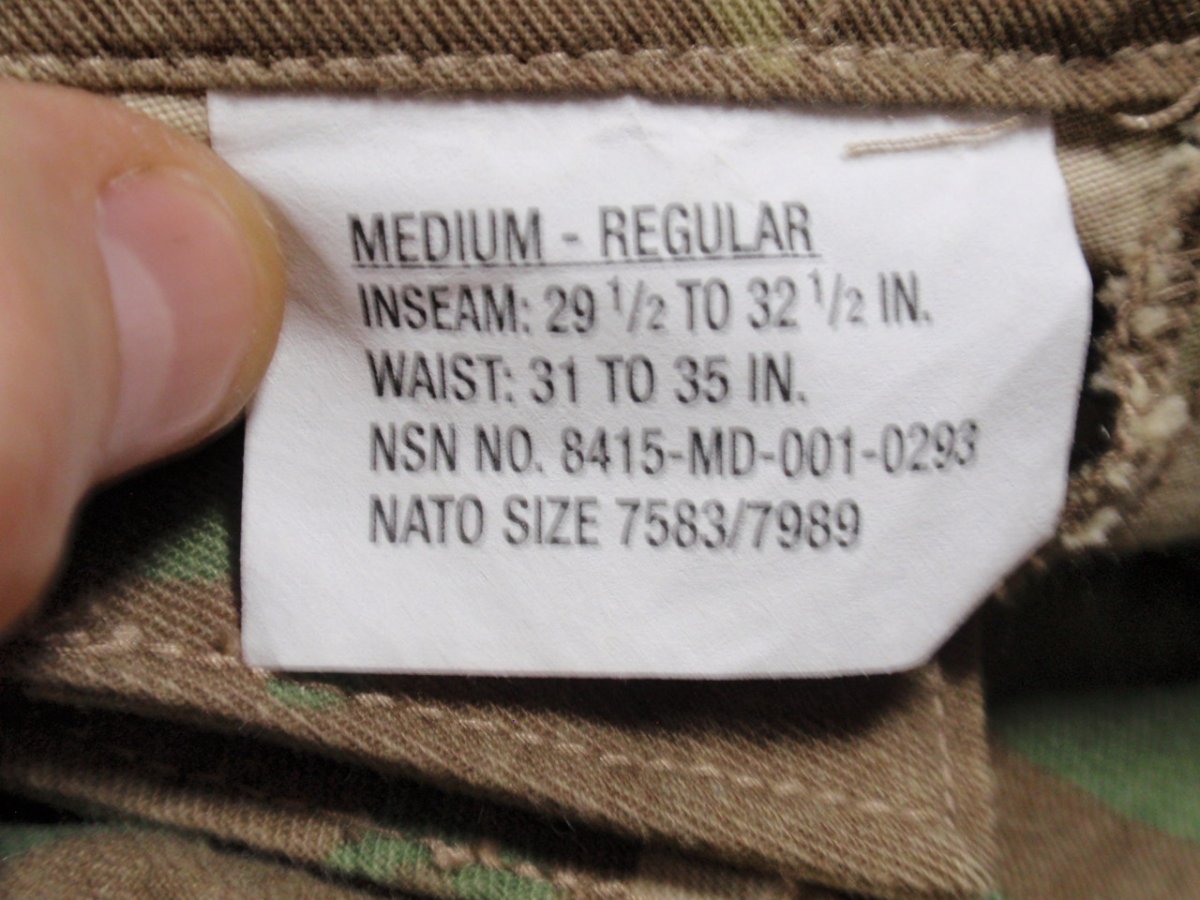 MEDIUM - REGULAR
INSEAM: 29 1/2 TO 32 1/2 IN.
WAIST: 31 TO 35 IN.
NSN NO. 8415-MD-001-0293
NATO SIZE 7583/7989